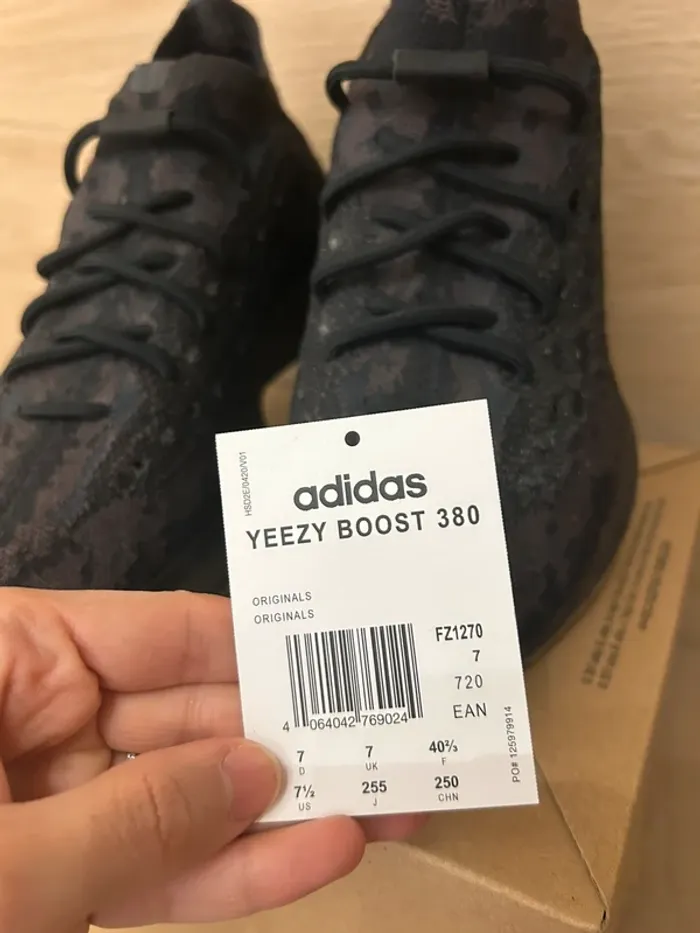 HSD2E/0420/V01
adidas
YEEZY BOOST 380
ORIGINALS
ORIGINALS
FZ1270
7
720
EAN
4 064042 769024
7 7 40⅔
D UK F
7½ 255 250
US J CHN
PO# 125979914